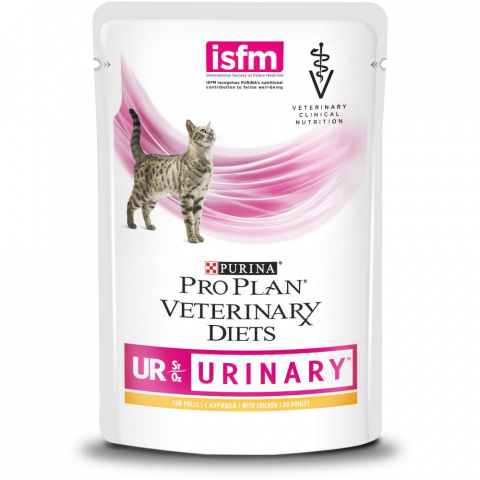 isfm
International Society of Feline Medicine
ISFM recognises PURINA's nutritional
contribution to feline well-being
VETERINARY
CLINICAL
NUTRITION
PURINA®
PRO PLAN®
VETERINARY
DIETS
UR St/Ox URINARY™
CON POLLO / С КУРИЦЕЙ / WITH CHICKEN / AU POULET